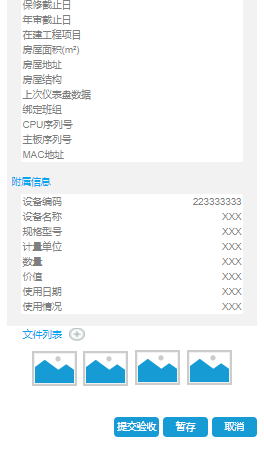 保修截止日
年审截止日
在建工程项目
房屋面积(m²)
房屋地址
房屋结构
上次仪表盘数据
绑定班组
CPU序列号
主板序列号
MAC地址
附属信息
设备编码 223333333
设备名称 XXX
规格型号 XXX
计量单位 XXX
数量 XXX
价值 XXX
使用日期 XXX
使用情况 XXX
文件列表
提交验收 暂存 取消